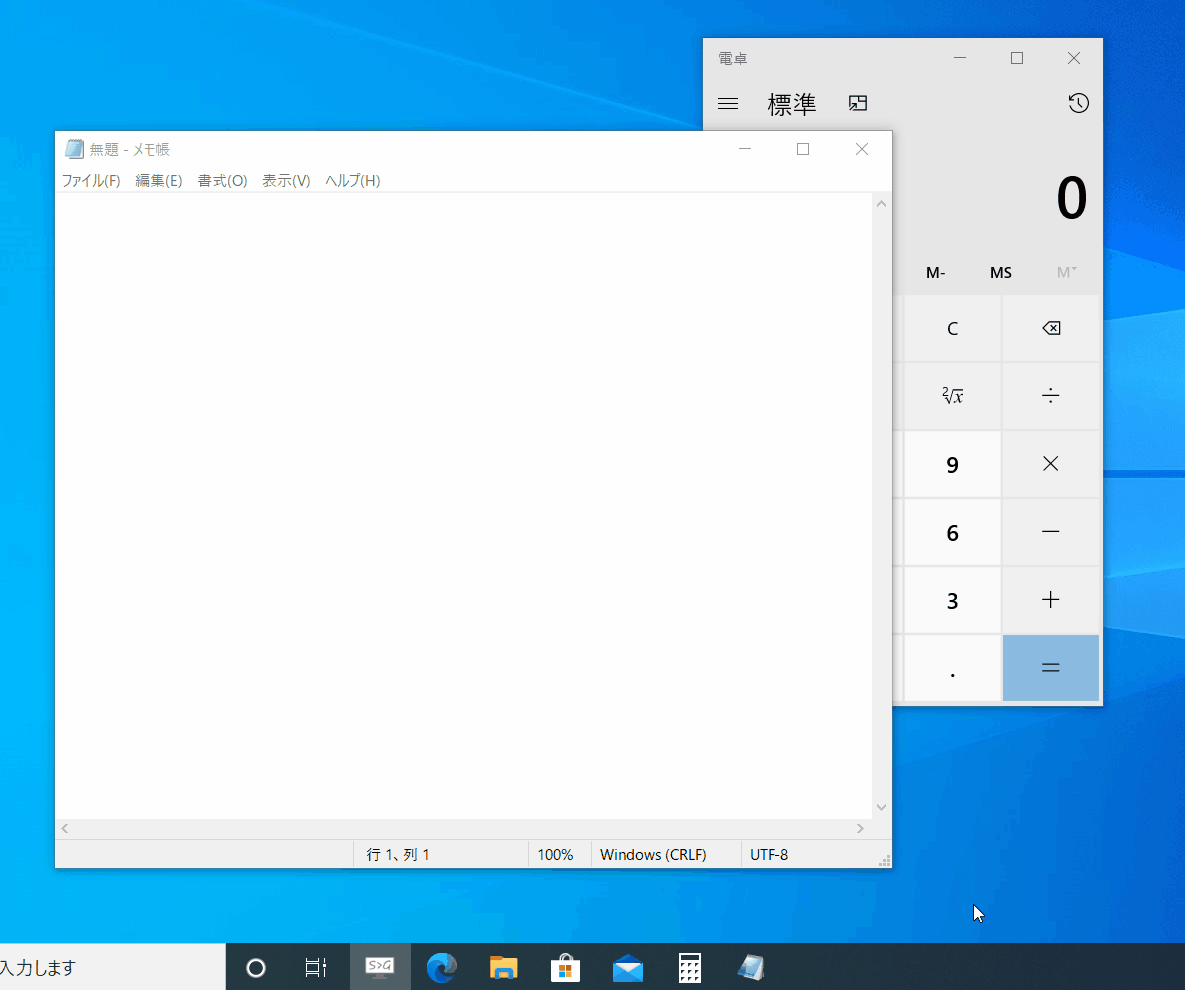 電卓
標準
無題 - メモ帳
ファイル(F) 編集(E) 書式(O) 表示(V) ヘルプ(H)
0
M- MS M˅
C
²√x ÷
9 ×
6 −
3 +
. =
行 1、列 1 100% Windows (CRLF) UTF-8
入力します
S>G